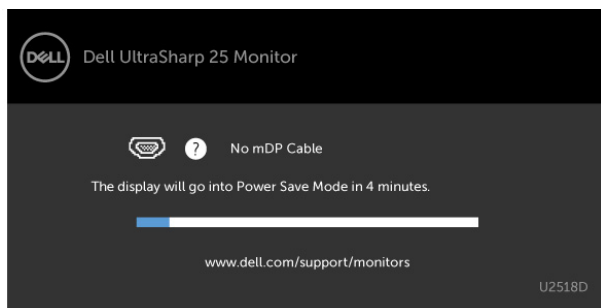 DELL
Dell UltraSharp 25 Monitor
? No mDP Cable
The display will go into Power Save Mode in 4 minutes.
www.dell.com/support/monitors
U2518D